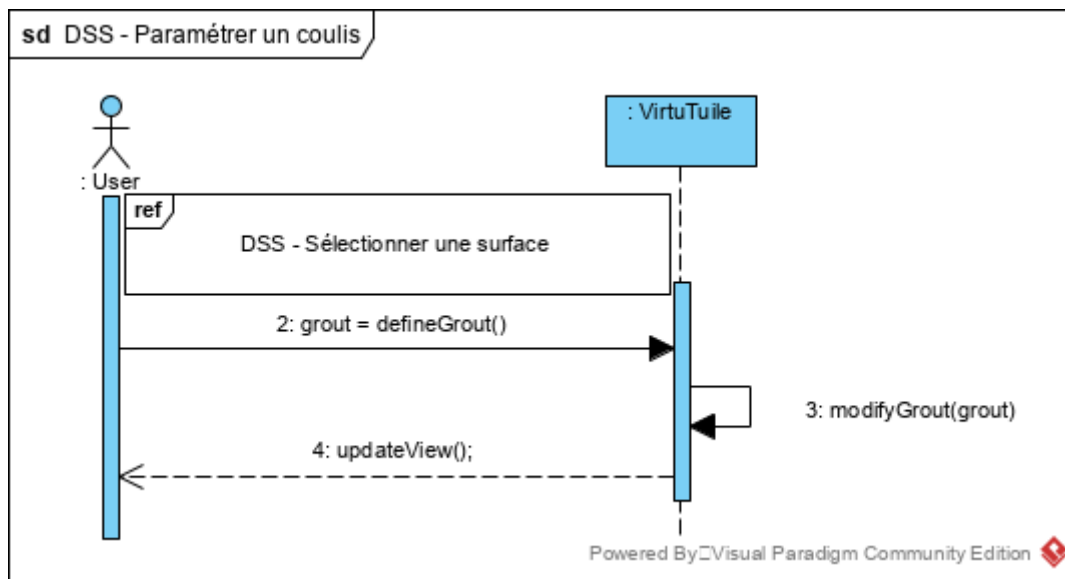 sd DSS - Paramétrer un coulis
: VirtuTuile
: User
ref
DSS - Sélectionner une surface
2: grout = defineGrout()
3: modifyGrout(grout)
4: updateView();
Powered By Visual Paradigm Community Edition